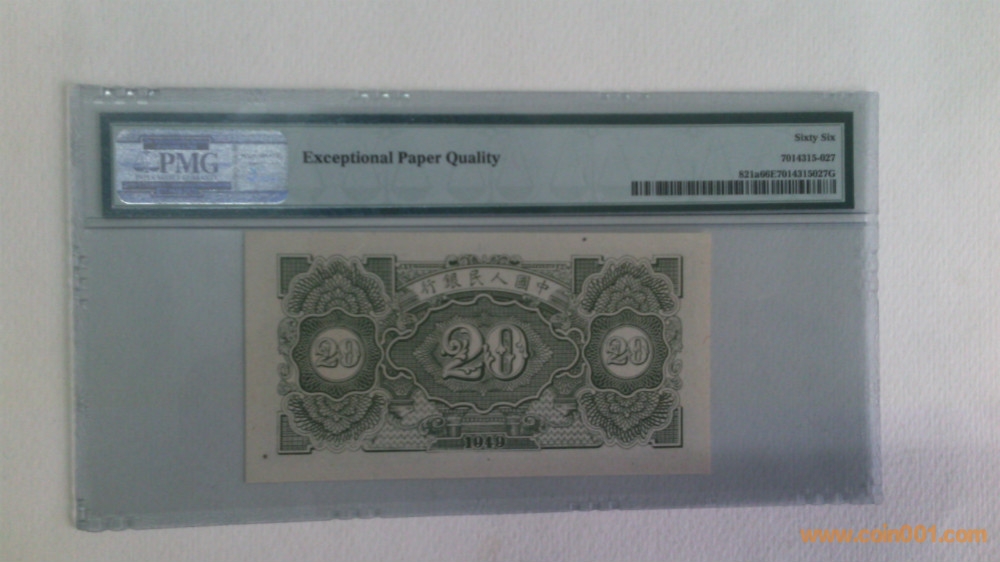 PMG
Exceptional Paper Quality
Sixty Six
7014315-027
821a66E7014315027G
行銀民人國中
20 20 20
1949
www.coin001.com